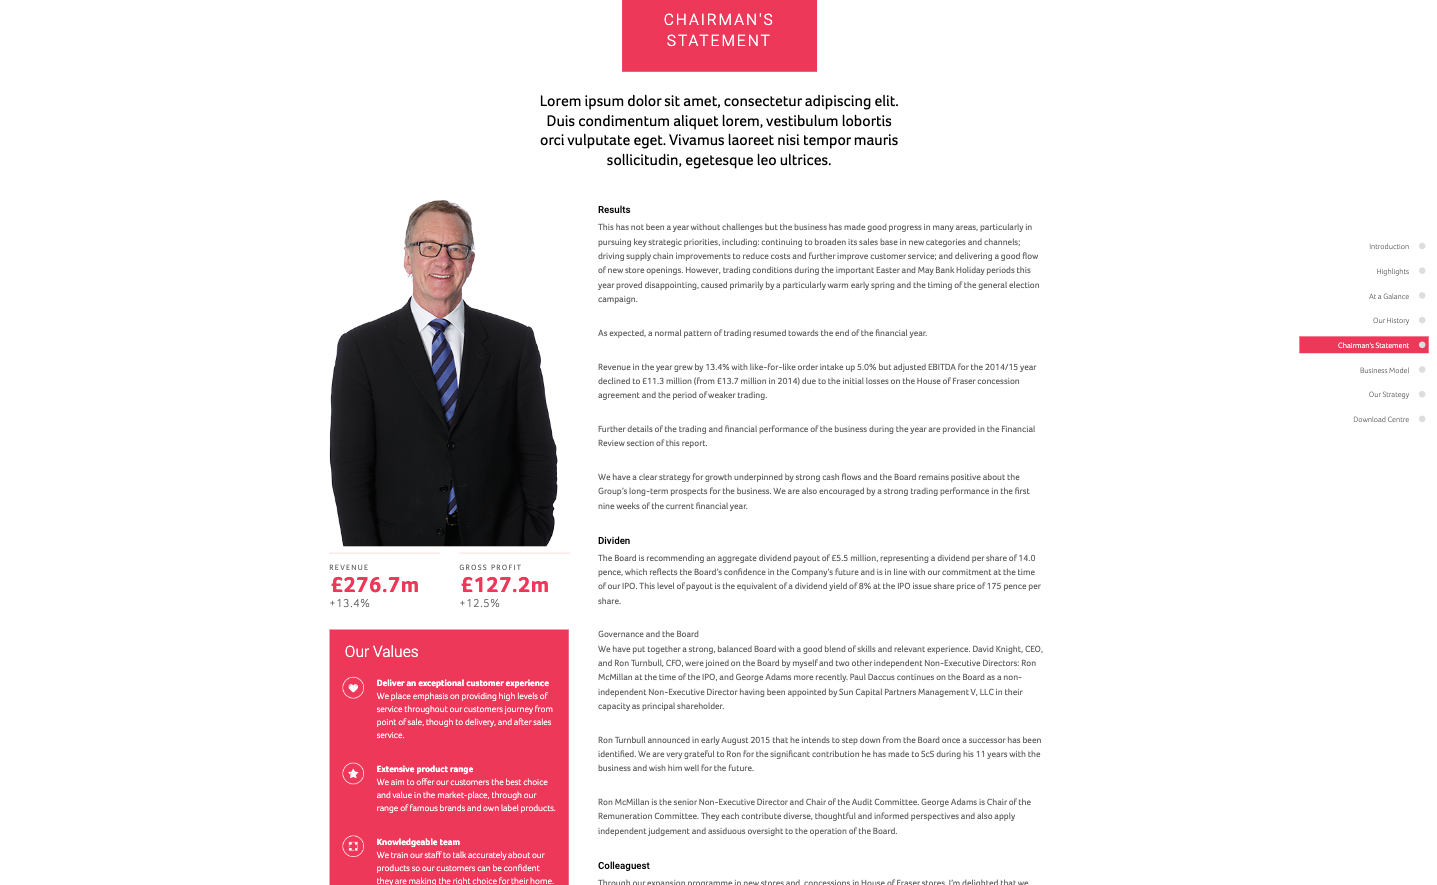 CHAIRMAN'S
STATEMENT
Lorem ipsum dolor sit amet, consectetur adipiscing elit.
Duis condimentum aliquet lorem, vestibulum lobortis
orci vulputate eget. Vivamus laoreet nisi tempor mauris
sollicitudin, egetesque leo ultrices.
REVENUE
£276.7m
+13.4%
GROSS PROFIT
£127.2m
+12.5%
Our Values
Deliver an exceptional customer experience
We place emphasis on providing high levels of
service throughout our customers journey from
point of sale, though to delivery, and after sales
service.
Extensive product range
We aim to offer our customers the best choice
and value in the market-place, through our
range of famous brands and own label products.
Knowledgeable team
We train our staff to talk accurately about our
products so our customers can be confident
they are making the right choice for their home.
Results
This has not been a year without challenges but the business has made good progress in many areas, particularly in
pursuing key strategic priorities, including: continuing to broaden its sales base in new categories and channels;
driving supply chain improvements to reduce costs and further improve customer service; and delivering a good flow
of new store openings. However, trading conditions during the important Easter and May Bank Holiday periods this
year proved disappointing, caused primarily by a particularly warm early spring and the timing of the general election
campaign.
As expected, a normal pattern of trading resumed towards the end of the financial year.
Revenue in the year grew by 13.4% with like-for-like order intake up 5.0% but adjusted EBITDA for the 2014/15 year
declined to £11.3 million (from £13.7 million in 2014) due to the initial losses on the House of Fraser concession
agreement and the period of weaker trading.
Further details of the trading and financial performance of the business during the year are provided in the Financial
Review section of this report.
We have a clear strategy for growth underpinned by strong cash flows and the Board remains positive about the
Group's long-term prospects for the business. We are also encouraged by a strong trading performance in the first
nine weeks of the current financial year.
Dividen
The Board is recommending an aggregate dividend payout of £5.5 million, representing a dividend per share of 14.0
pence, which reflects the Board's confidence in the Company's future and is in line with our commitment at the time
of our IPO. This level of payout is the equivalent of a dividend yield of 8% at the IPO issue share price of 175 pence per
share.
Governance and the Board
We have put together a strong, balanced Board with a good blend of skills and relevant experience. David Knight, CEO,
and Ron Turnbull, CFO, were joined on the Board by myself and two other independent Non-Executive Directors: Ron
McMillan at the time of the IPO, and George Adams more recently. Paul Daccus continues on the Board as a non-
independent Non-Executive Director having been appointed by Sun Capital Partners Management V, LLC in their
capacity as principal shareholder.
Ron Turnbull announced in early August 2015 that he intends to step down from the Board once a successor has been
identified. We are very grateful to Ron for the significant contribution he has made to ScS during his 11 years with the
business and wish him well for the future.
Ron McMillan is the senior Non-Executive Director and Chair of the Audit Committee. George Adams is Chair of the
Remuneration Committee. They each contribute diverse, thoughtful and informed perspectives and also apply
independent judgement and assiduous oversight to the operation of the Board.
Colleaguest
Through our expansion programme in new stores and, concessions in House of Fraser stores, I'm delighted that we
Introduction
Highlights
At a Galance
Our History
Chairman's Statement
Business Model
Our Strategy
Download Centre